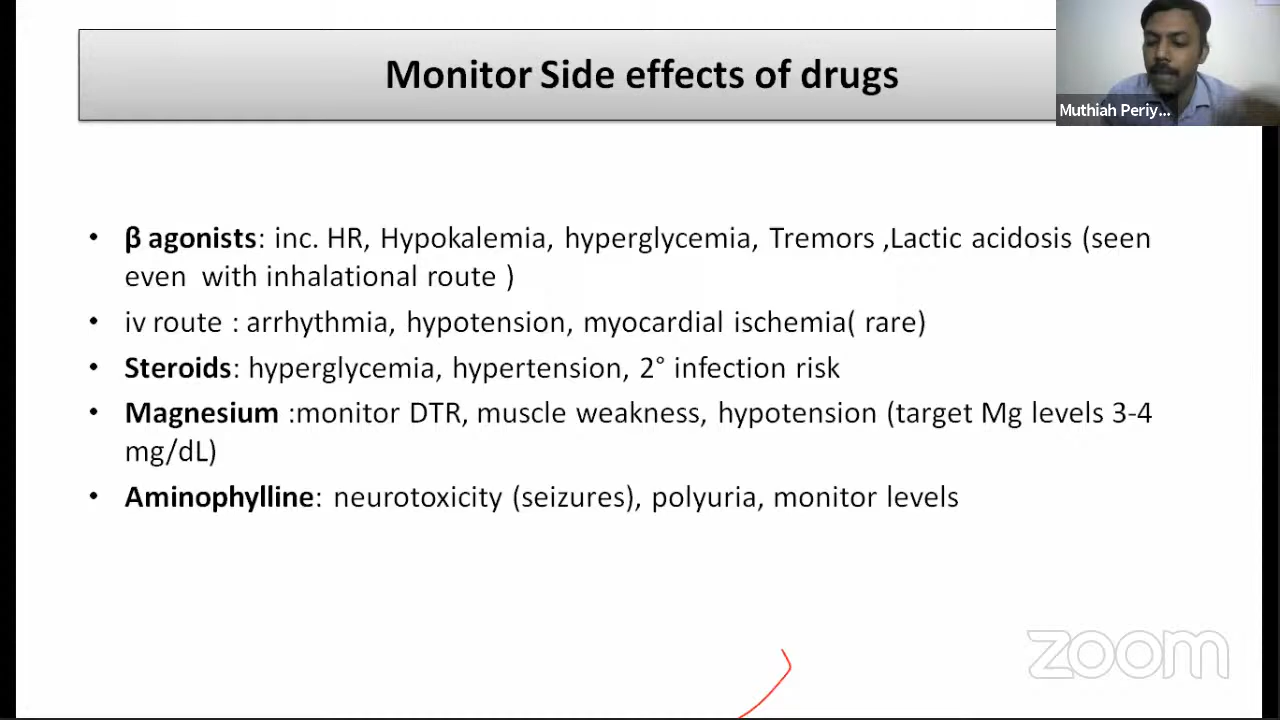 Monitor Side effects of drugs
Muthiah Periy...
• β agonists: inc. HR, Hypokalemia, hyperglycemia, Tremors ,Lactic acidosis (seen
even with inhalational route )
• iv route : arrhythmia, hypotension, myocardial ischemia( rare)
• Steroids: hyperglycemia, hypertension, 2° infection risk
• Magnesium :monitor DTR, muscle weakness, hypotension (target Mg levels 3-4
mg/dL)
• Aminophylline: neurotoxicity (seizures), polyuria, monitor levels
zoom